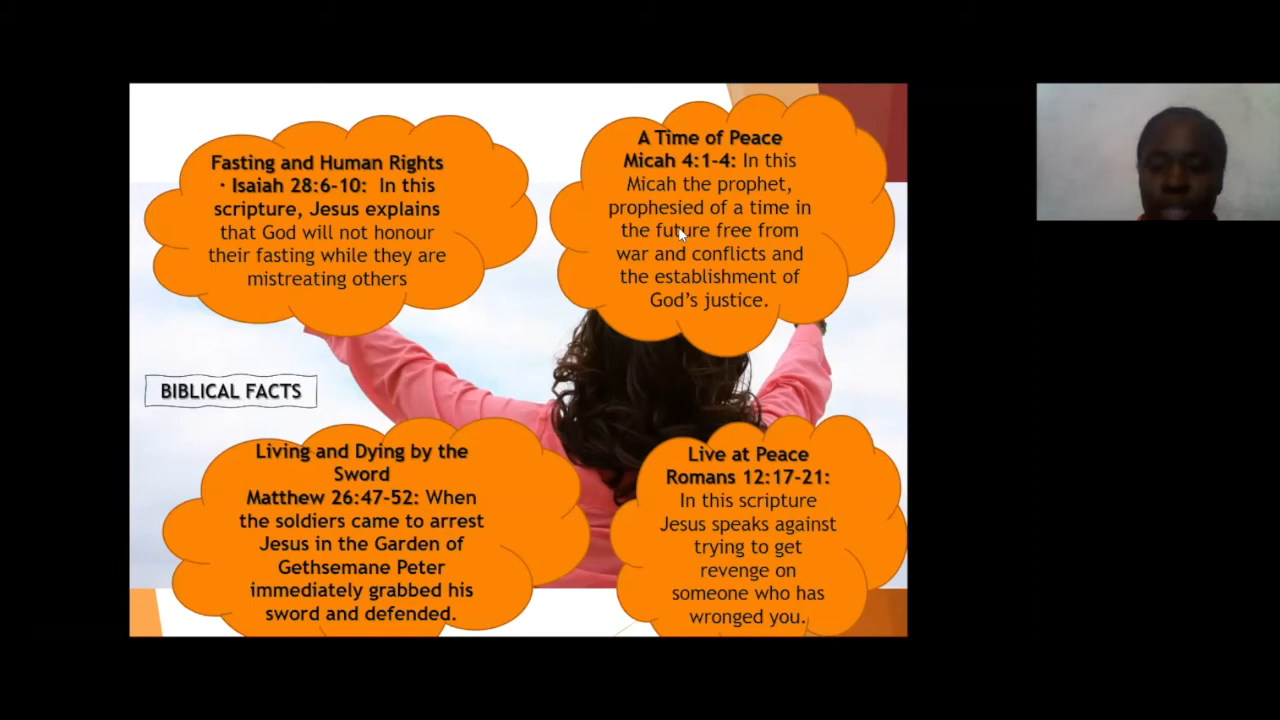 Fasting and Human Rights
· Isaiah 28:6-10: In this
scripture, Jesus explains
that God will not honour
their fasting while they are
mistreating others
A Time of Peace
Micah 4:1-4: In this
Micah the prophet,
prophesied of a time in
the future free from
war and conflicts and
the establishment of
God's justice.
BIBLICAL FACTS
Living and Dying by the
Sword
Matthew 26:47-52: When
the soldiers came to arrest
Jesus in the Garden of
Gethsemane Peter
immediately grabbed his
sword and defended.
Live at Peace
Romans 12:17-21:
In this scripture
Jesus speaks against
trying to get
revenge on
someone who has
wronged you.